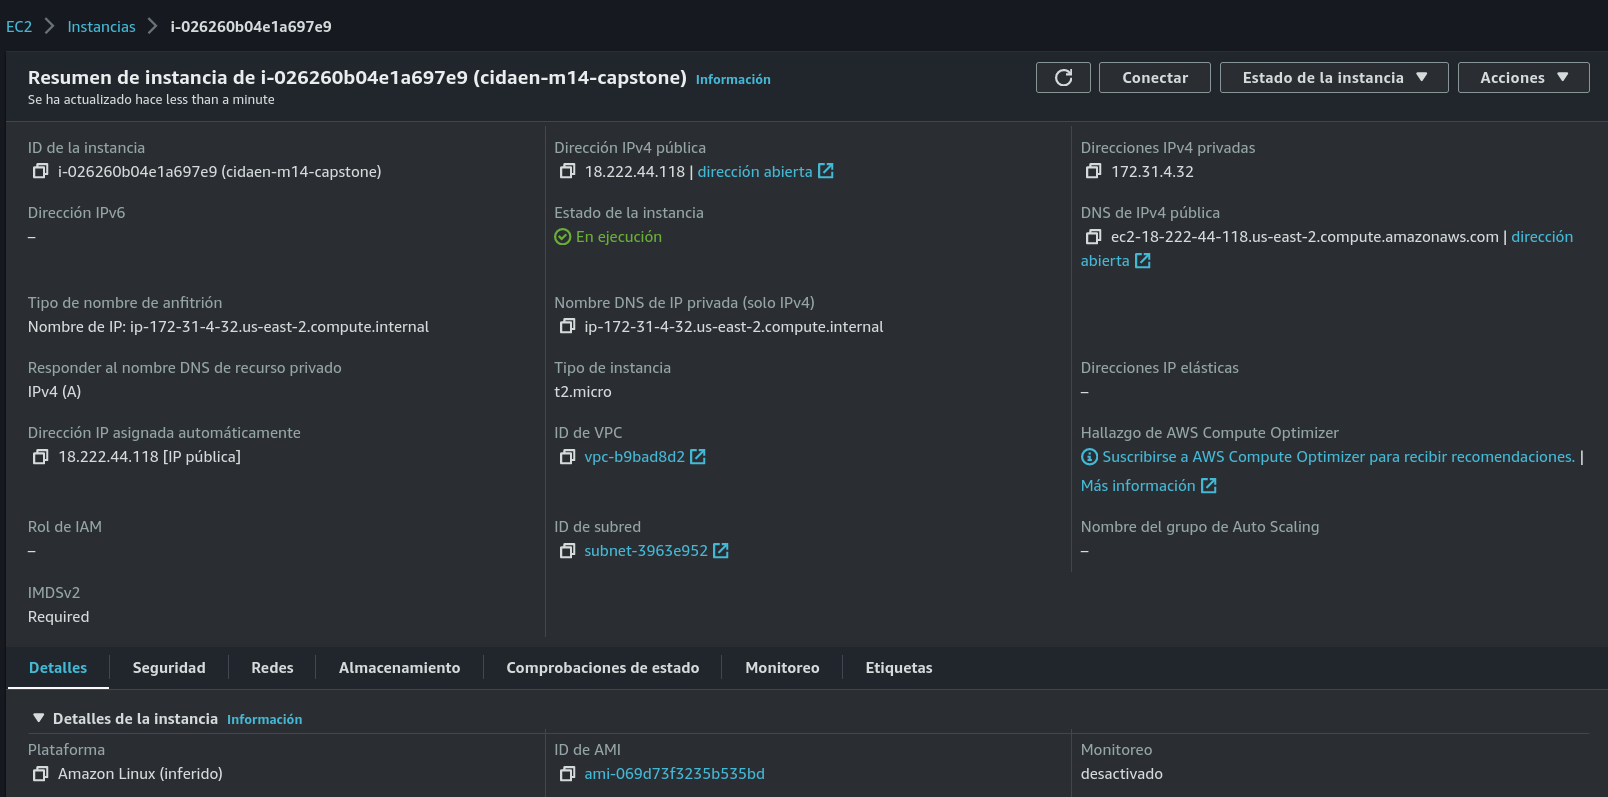 EC2 > Instancias > i-026260b04e1a697e9
Resumen de instancia de i-026260b04e1a697e9 (cidaen-m14-capstone) Información
Se ha actualizado hace less than a minute
Conectar
Estado de la instancia
Acciones
ID de la instancia
i-026260b04e1a697e9 (cidaen-m14-capstone)
Dirección IPv4 pública
18.222.44.118 | dirección abierta
Direcciones IPv4 privadas
172.31.4.32
Dirección IPv6
–
Estado de la instancia
En ejecución
DNS de IPv4 pública
ec2-18-222-44-118.us-east-2.compute.amazonaws.com | dirección
abierta
Tipo de nombre de anfitrión
Nombre de IP: ip-172-31-4-32.us-east-2.compute.internal
Nombre DNS de IP privada (solo IPv4)
ip-172-31-4-32.us-east-2.compute.internal
Responder al nombre DNS de recurso privado
IPv4 (A)
Tipo de instancia
t2.micro
Direcciones IP elásticas
–
Dirección IP asignada automáticamente
18.222.44.118 [IP pública]
ID de VPC
vpc-b9bad8d2
Hallazgo de AWS Compute Optimizer
Suscribirse a AWS Compute Optimizer para recibir recomendaciones. |
Más información
Rol de IAM
–
ID de subred
subnet-3963e952
Nombre del grupo de Auto Scaling
–
IMDSv2
Required
Detalles
Seguridad
Redes
Almacenamiento
Comprobaciones de estado
Monitoreo
Etiquetas
Detalles de la instancia Información
Plataforma
Amazon Linux (inferido)
ID de AMI
ami-069d73f3235b535bd
Monitoreo
desactivado